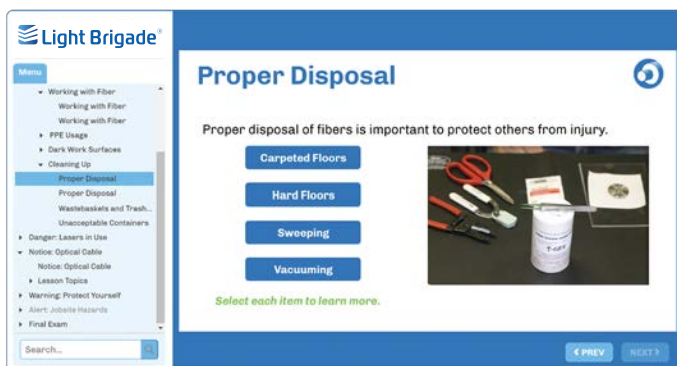 Light Brigade®
Menu
Working with Fiber
Working with Fiber
Working with Fiber
PPE Usage
Dark Work Surfaces
Cleaning Up
Proper Disposal
Proper Disposal
Wastebaskets and Trash...
Unacceptable Containers
Danger: Lasers in Use
Notice: Optical Cable
Notice: Optical Cable
Lesson Topics
Warning: Protect Yourself
Alert: Jobsite Hazards
Final Exam
Search...
Proper Disposal
Proper disposal of fibers is important to protect others from injury.
Carpeted Floors
Hard Floors
Sweeping
Vacuuming
Select each item to learn more.
PREV
NEXT